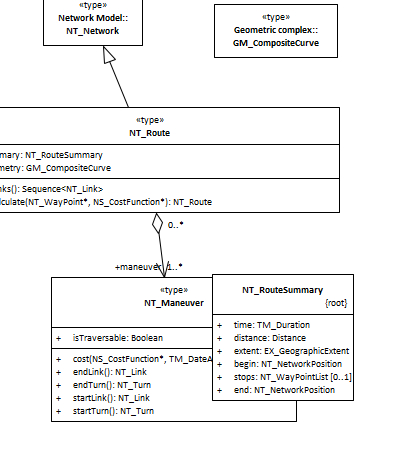 «type»
Network Model::
NT_Network
«type»
Geometric complex::
GM_CompositeCurve
«type»
NT_Route
mary: NT_RouteSummary
metry: GM_CompositeCurve
nks(): Sequence<NT_Link>
lculate(NT_WayPoint*, NS_CostFunction*): NT_Route
0..*
+maneuver 1..*
«type»
NT_Maneuver
+ isTraversable: Boolean
+ cost(NS_CostFunction*, TM_DateA
+ endLink(): NT_Link
+ endTurn(): NT_Turn
+ startLink(): NT_Link
+ startTurn(): NT_Turn
NT_RouteSummary
{root}
+ time: TM_Duration
+ distance: Distance
+ extent: EX_GeographicExtent
+ begin: NT_NetworkPosition
+ stops: NT_WayPointList [0..1]
+ end: NT_NetworkPosition